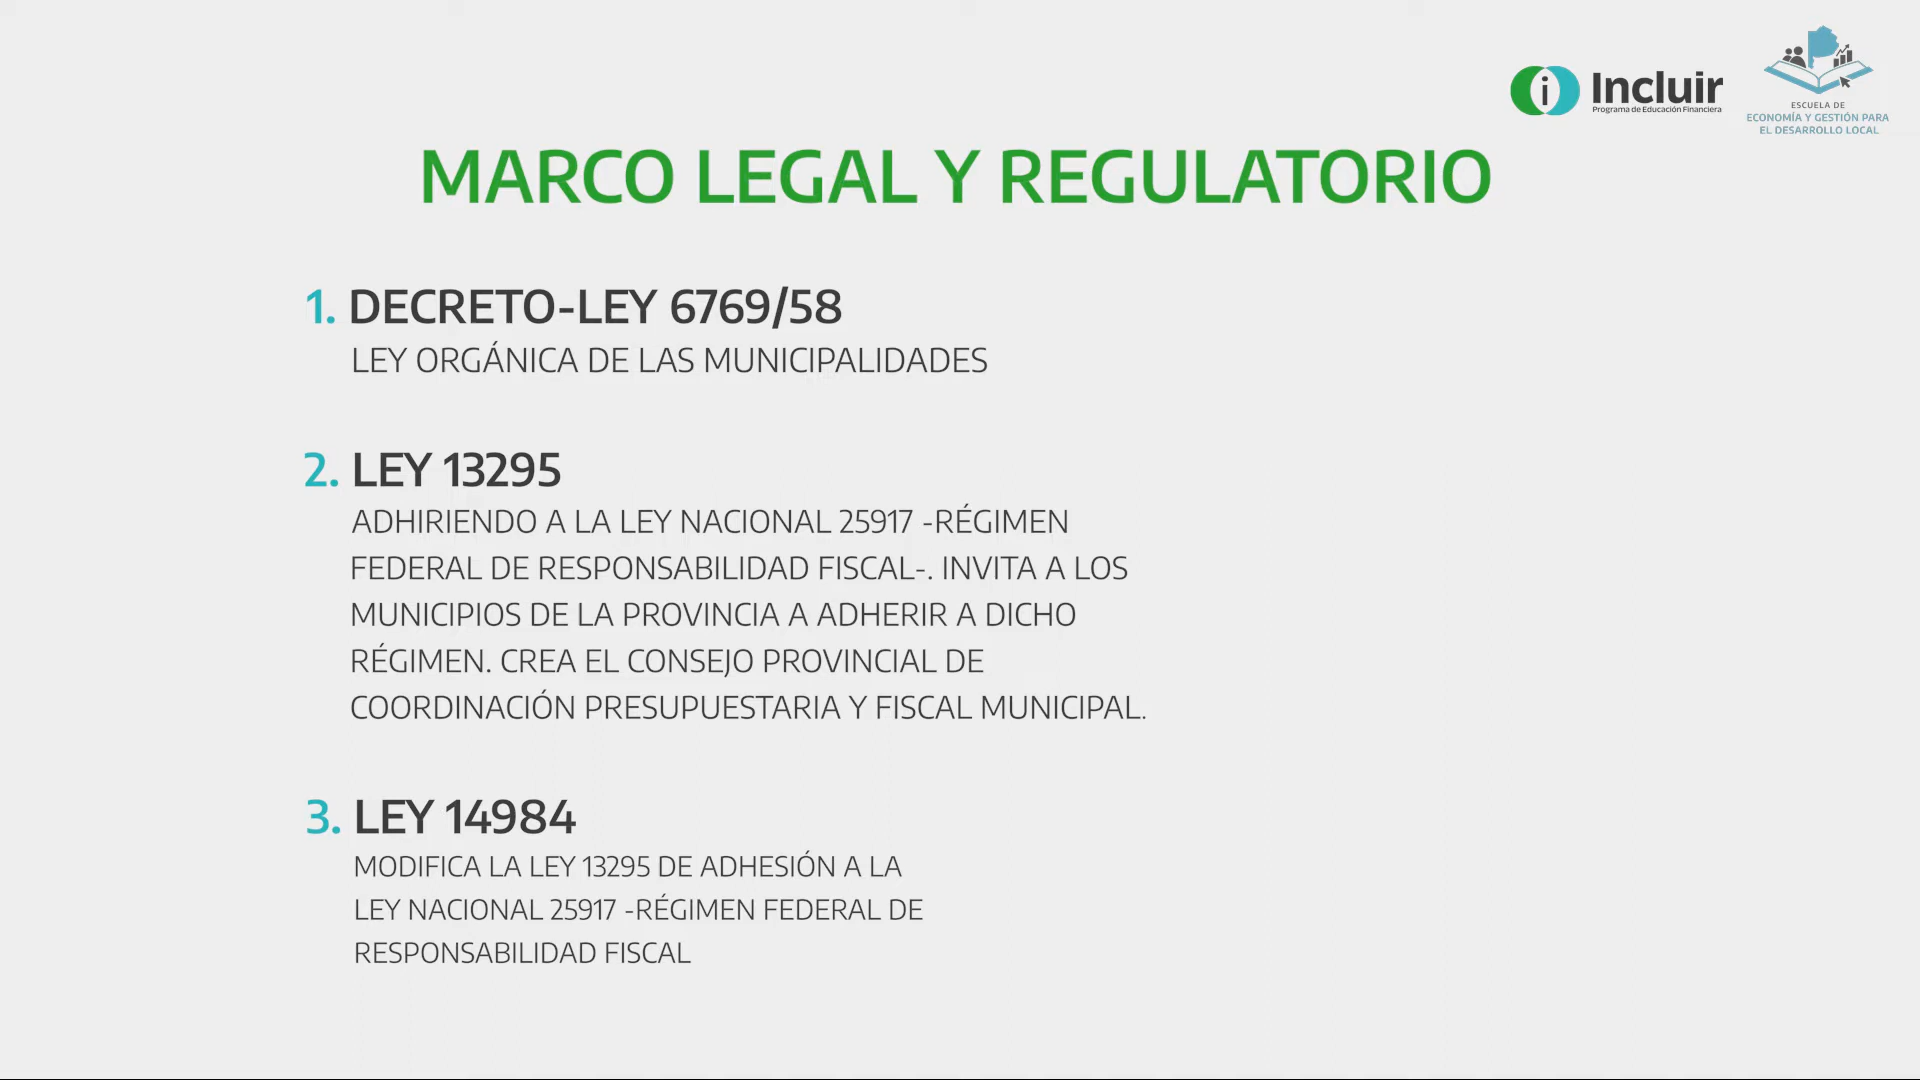 Incluir
Programa de Educación Financiera
ESCUELA DE
ECONOMÍA Y GESTIÓN PARA
EL DESARROLLO LOCAL
MARCO LEGAL Y REGULATORIO
1. DECRETO-LEY 6769/58
LEY ORGÁNICA DE LAS MUNICIPALIDADES
2. LEY 13295
ADHIRIENDO A LA LEY NACIONAL 25917 -RÉGIMEN
FEDERAL DE RESPONSABILIDAD FISCAL-. INVITA A LOS
MUNICIPIOS DE LA PROVINCIA A ADHERIR A DICHO
RÉGIMEN. CREA EL CONSEJO PROVINCIAL DE
COORDINACIÓN PRESUPUESTARIA Y FISCAL MUNICIPAL.
3. LEY 14984
MODIFICA LA LEY 13295 DE ADHESIÓN A LA
LEY NACIONAL 25917 -RÉGIMEN FEDERAL DE
RESPONSABILIDAD FISCAL